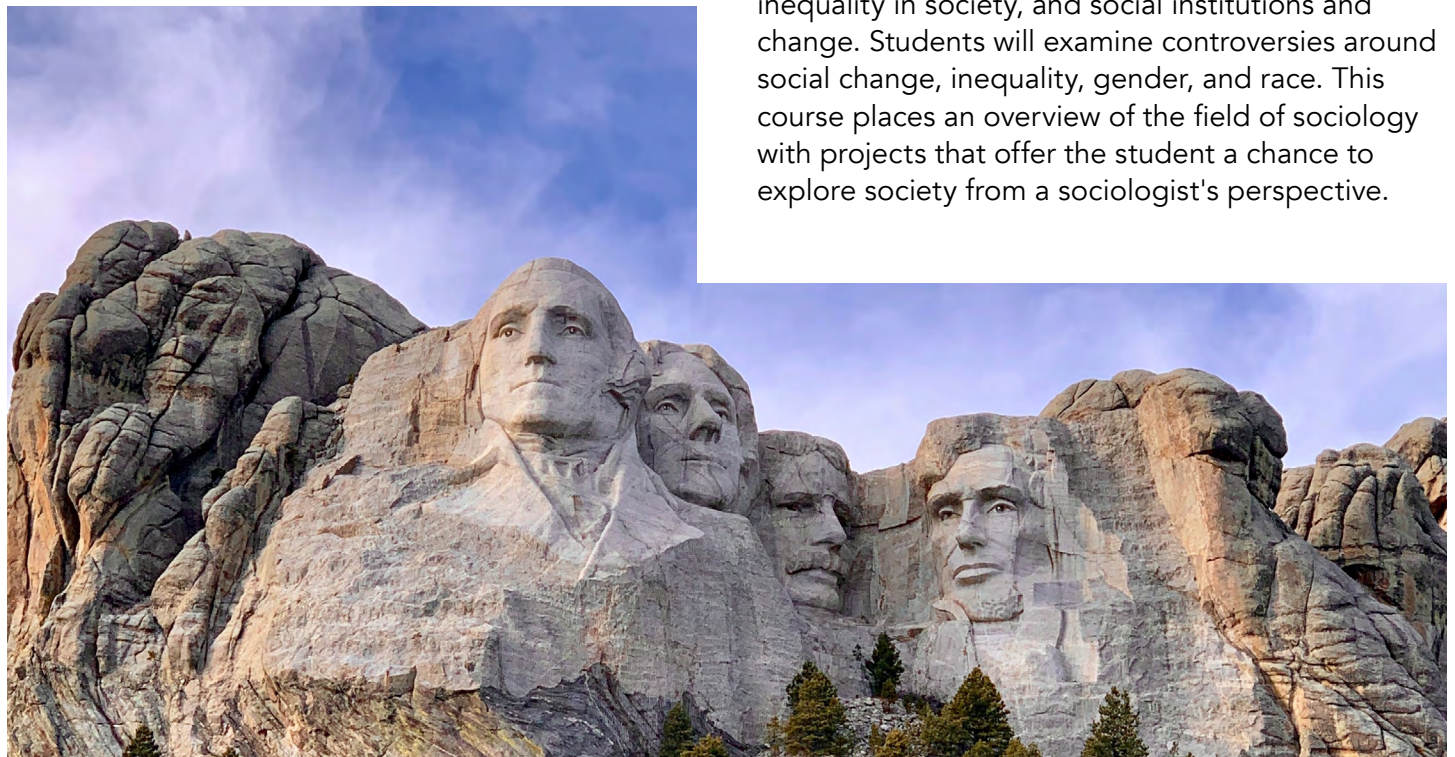 inequality in society, and social institutions and
change. Students will examine controversies around
social change, inequality, gender, and race. This
course places an overview of the field of sociology
with projects that offer the student a chance to
explore society from a sociologist's perspective.